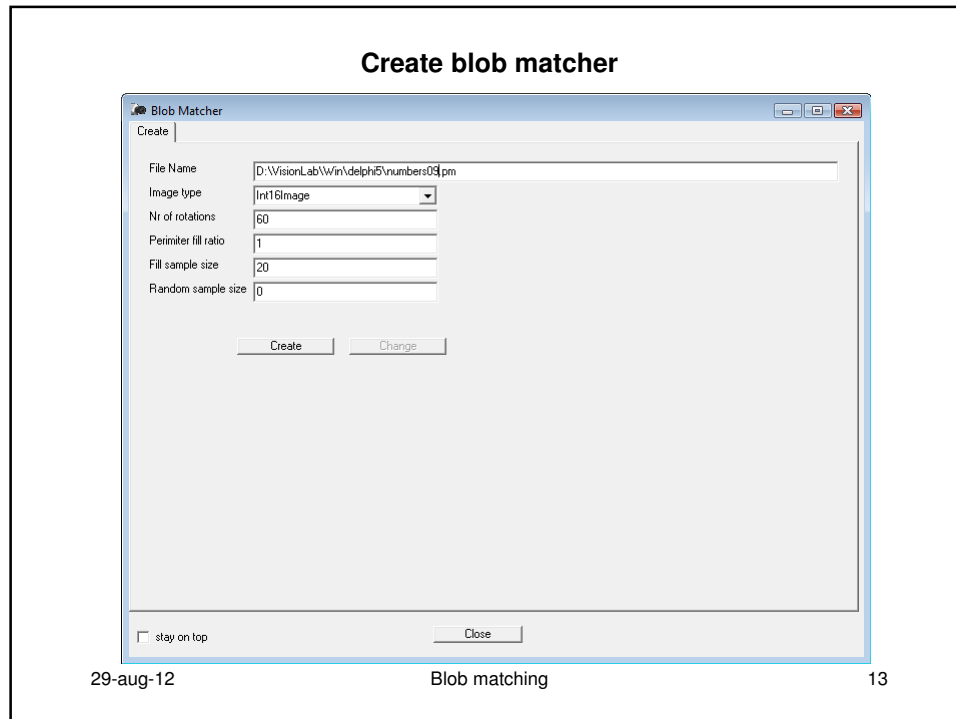 Create blob matcher
Blob Matcher
Create
File Name D:\VisionLab\Win\delphi5\numbers09.pm
Image type Int16Image
Nr of rotations 60
Perimiter fill ratio 1
Fill sample size 20
Random sample size 0
Create Change
stay on top Close
29-aug-12 Blob matching 13